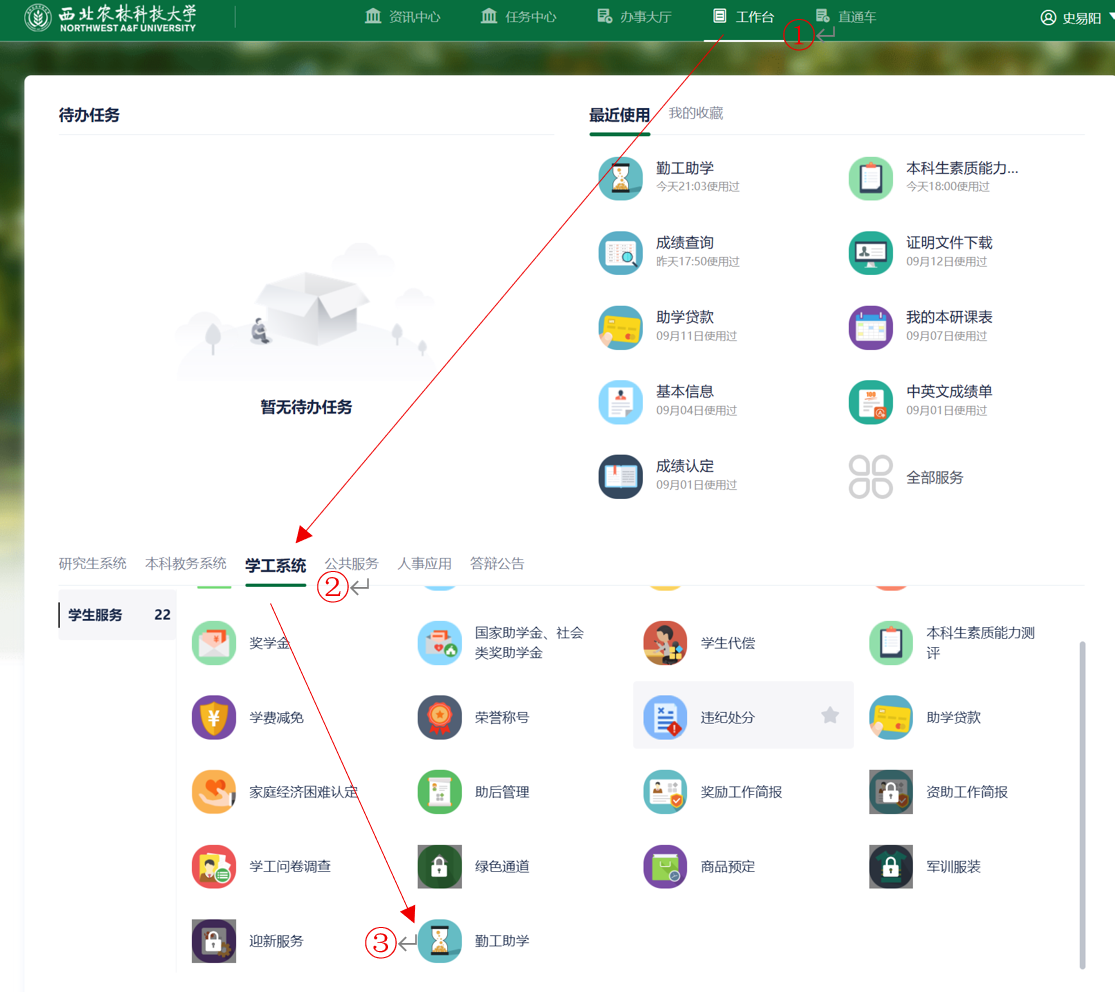 西北农林科技大学
NORTHWEST A&F UNIVERSITY
资讯中心 任务中心 办事大厅 工作台 直通车 史易阳
①
待办任务
暂无待办任务
最近使用 我的收藏
勤工助学
今天21:03使用过
本科生素质能力...
今天18:00使用过
成绩查询
昨天17:50使用过
证明文件下载
09月12日使用过
助学贷款
09月11日使用过
我的本研课表
09月07日使用过
基本信息
09月04日使用过
中英文成绩单
09月01日使用过
成绩认定
09月01日使用过
全部服务
研究生系统 本科教务系统 学工系统 公共服务 人事应用 答辩公告
②
学生服务 22
奖学金
国家助学金、社会
类奖助学金
学生代偿
本科生素质能力测
评
学费减免
荣誉称号
违纪处分
助学贷款
家庭经济困难认定
助后管理
奖励工作简报
资助工作简报
学工问卷调查
绿色通道
商品预定
军训服装
迎新服务
③
勤工助学